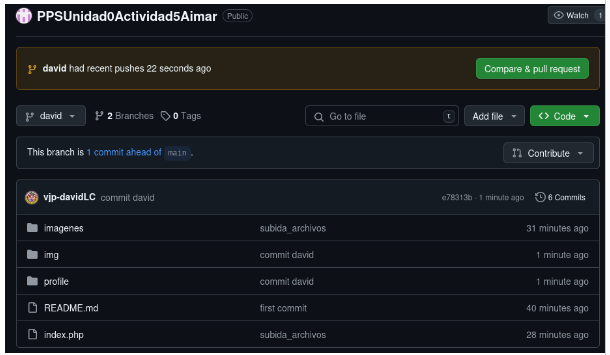 PPSUnidad0Actividad5Aimar Public Watch 1
david had recent pushes 22 seconds ago Compare & pull request
david 2 Branches 0 Tags Go to file t Add file Code
This branch is 1 commit ahead of main . Contribute
vjp-davidLC commit david e78313b · 1 minute ago 6 Commits
imagenes subida_archivos 31 minutes ago
img commit david 1 minute ago
profile commit david 1 minute ago
README.md first commit 40 minutes ago
index.php subida_archivos 28 minutes ago